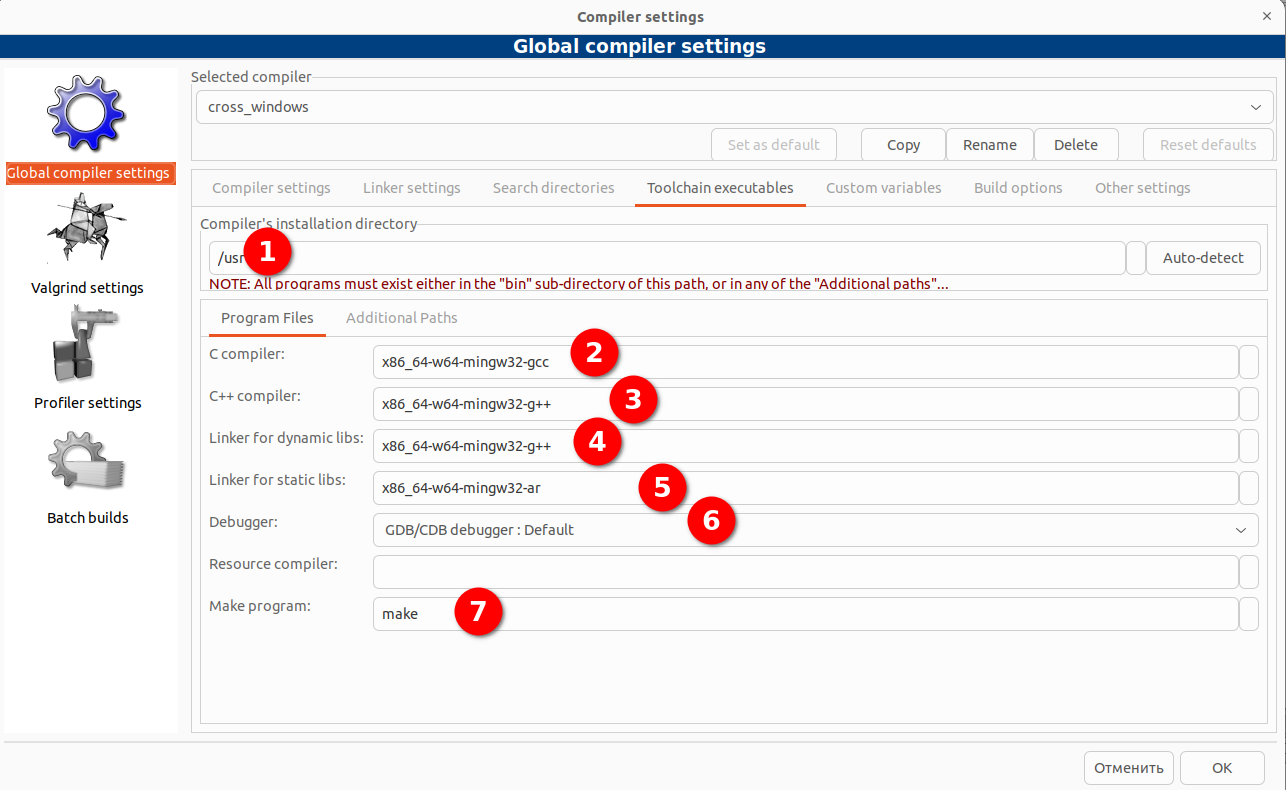 Compiler settings
Global compiler settings
Global compiler settings
Valgrind settings
Profiler settings
Batch builds
Selected compiler
cross_windows
Set as default Copy Rename Delete Reset defaults
Compiler settings Linker settings Search directories Toolchain executables Custom variables Build options Other settings
Compiler's installation directory
/usr 1 Auto-detect
NOTE: All programs must exist either in the "bin" sub-directory of this path, or in any of the "Additional paths"...
Program Files Additional Paths
C compiler: x86_64-w64-mingw32-gcc 2
C++ compiler: x86_64-w64-mingw32-g++ 3
Linker for dynamic libs: x86_64-w64-mingw32-g++ 4
Linker for static libs: x86_64-w64-mingw32-ar 5
Debugger: GDB/CDB debugger : Default 6
Resource compiler:
Make program: make 7
Отменить OK